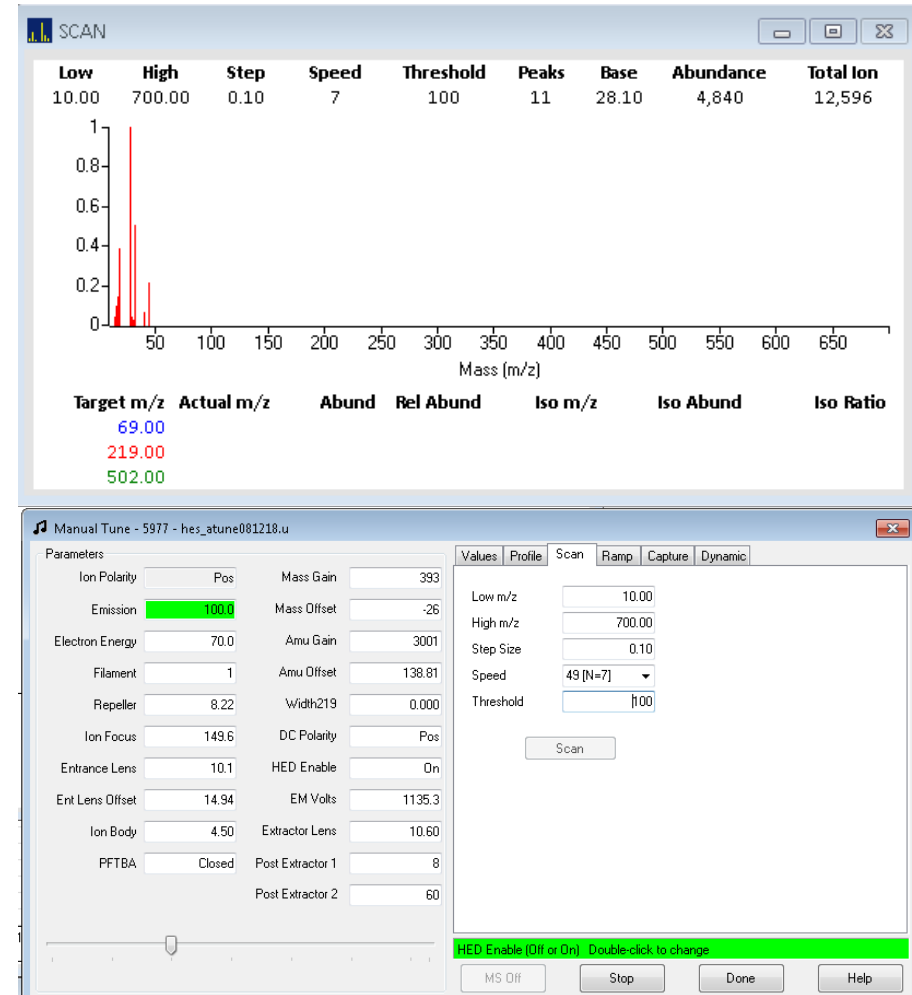 SCAN
Low High Step Speed Threshold Peaks Base Abundance Total Ion
10.00 700.00 0.10 7 100 11 28.10 4,840 12,596
1
0.8
0.6
0.4
0.2
0
50 100 150 200 250 300 350 400 450 500 550 600 650
Mass (m/z)
Target m/z Actual m/z Abund Rel Abund Iso m/z Iso Abund Iso Ratio
69.00
219.00
502.00
Manual Tune - 5977 - hes_atune081218.u
Parameters
Ion Polarity Pos Mass Gain 393
Emission 100.0 Mass Offset -26
Electron Energy 70.0 Amu Gain 3001
Filament 1 Amu Offset 138.81
Repeller 8.22 Width219 0.000
Ion Focus 149.6 DC Polarity Pos
Entrance Lens 10.1 HED Enable On
Ent Lens Offset 14.94 EM Volts 1135.3
Ion Body 4.50 Extractor Lens 10.60
PFTBA Closed Post Extractor 1 8
Post Extractor 2 60
Values Profile Scan Ramp Capture Dynamic
Low m/z 10.00
High m/z 700.00
Step Size 0.10
Speed 49 [N=7]
Threshold 100
Scan
HED Enable (Off or On) Double-click to change
MS Off Stop Done Help